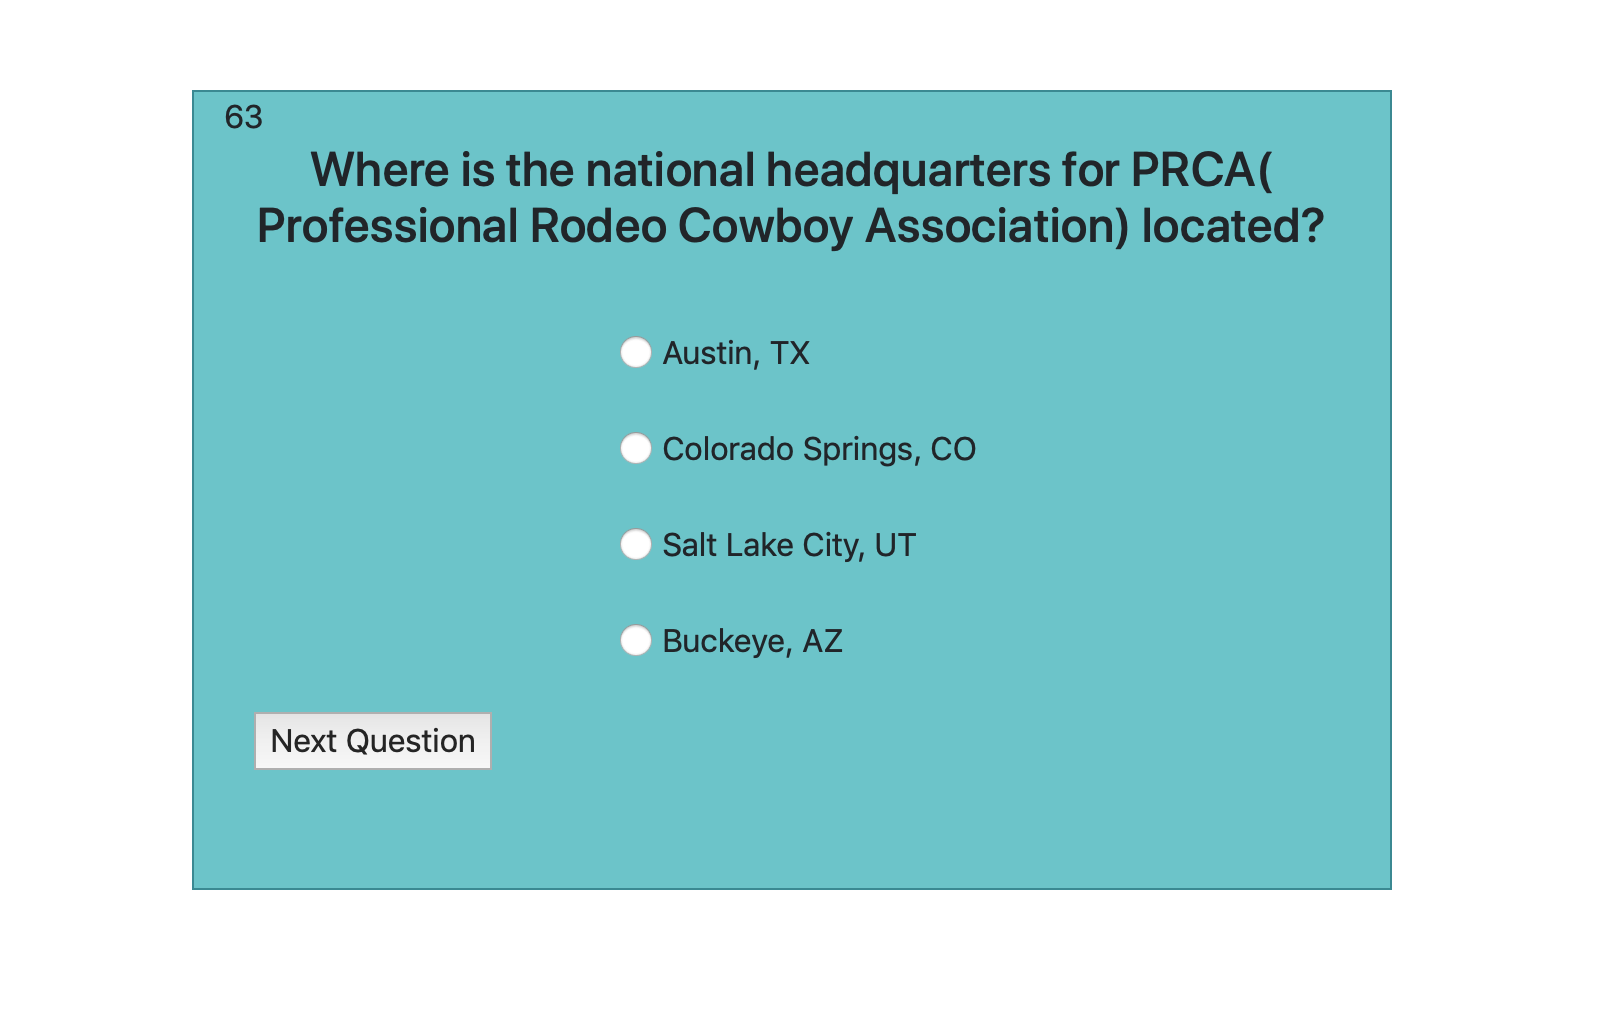 63
Where is the national headquarters for PRCA(
Professional Rodeo Cowboy Association) located?
Austin, TX
Colorado Springs, CO
Salt Lake City, UT
Buckeye, AZ
Next Question